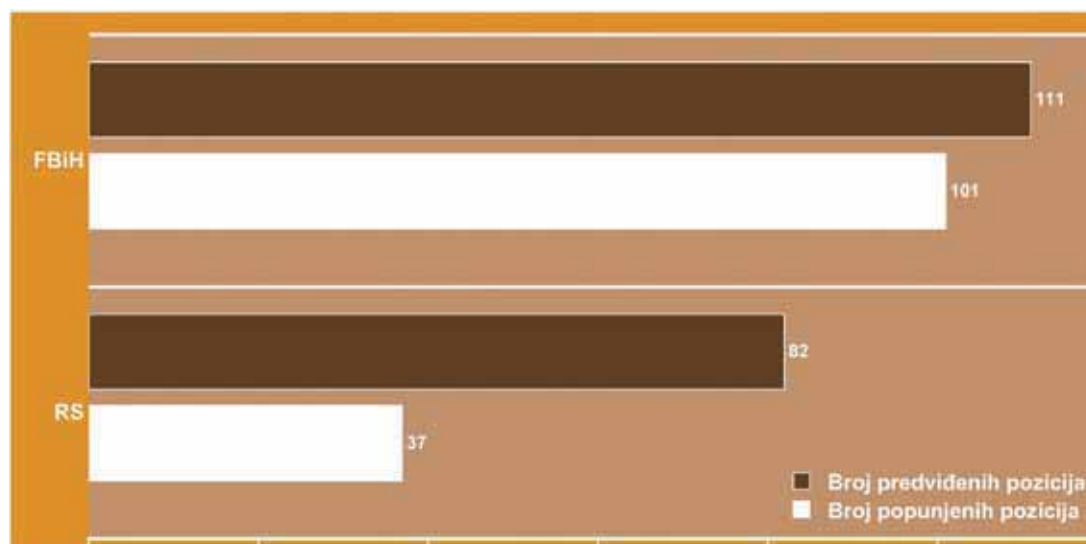 111
FBiH
101
82
RS
37
Broj predviđenih pozicija
Broj popunjenih pozicija